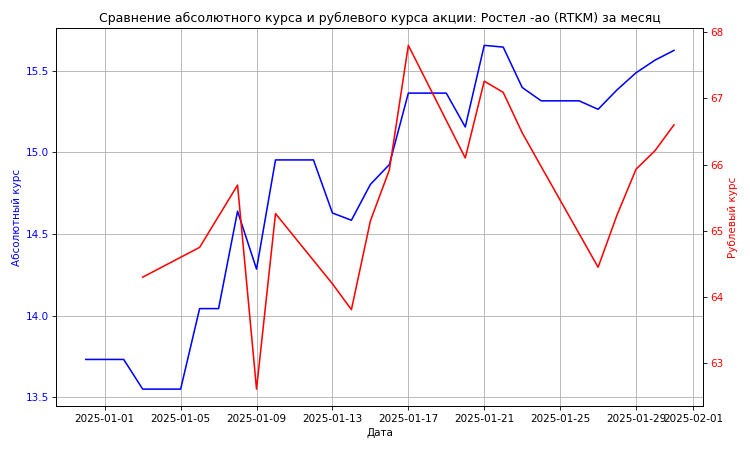 Сравнение абсолютного курса и рублевого курса акции: Ростел -ао (RTKM) за месяц
Абсолютный курс
15.5
15.0
14.5
14.0
13.5
68
67
66
65
64
63
Рублевый курс
2025-01-01 2025-01-05 2025-01-09 2025-01-13 2025-01-17 2025-01-21 2025-01-25 2025-01-29 2025-02-01
Дата